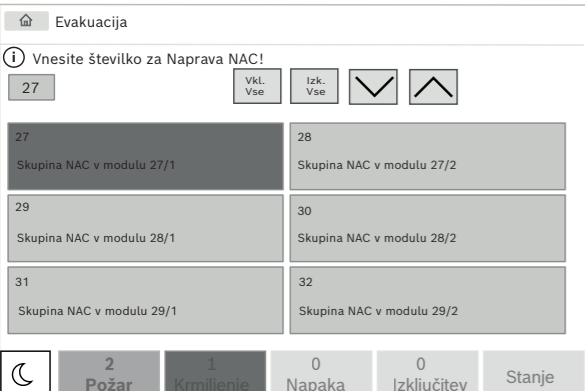 Evakuacija
i Vnesite številko za Naprava NAC!
27
Vkl.
Vse
Izk.
Vse
27
Skupina NAC v modulu 27/1
28
Skupina NAC v modulu 27/2
29
Skupina NAC v modulu 28/1
30
Skupina NAC v modulu 28/2
31
Skupina NAC v modulu 29/1
32
Skupina NAC v modulu 29/2
2
Požar
1
Krmiljenje
0
Napaka
0
Izključitev
Stanje